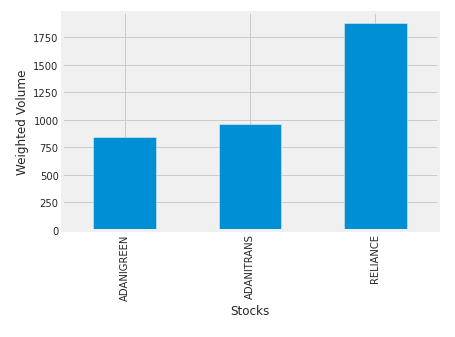 1750
1500
1250
1000
750
500
250
0
Weighted Volume
ADANIGREEN
ADANITRANS
RELIANCE
Stocks